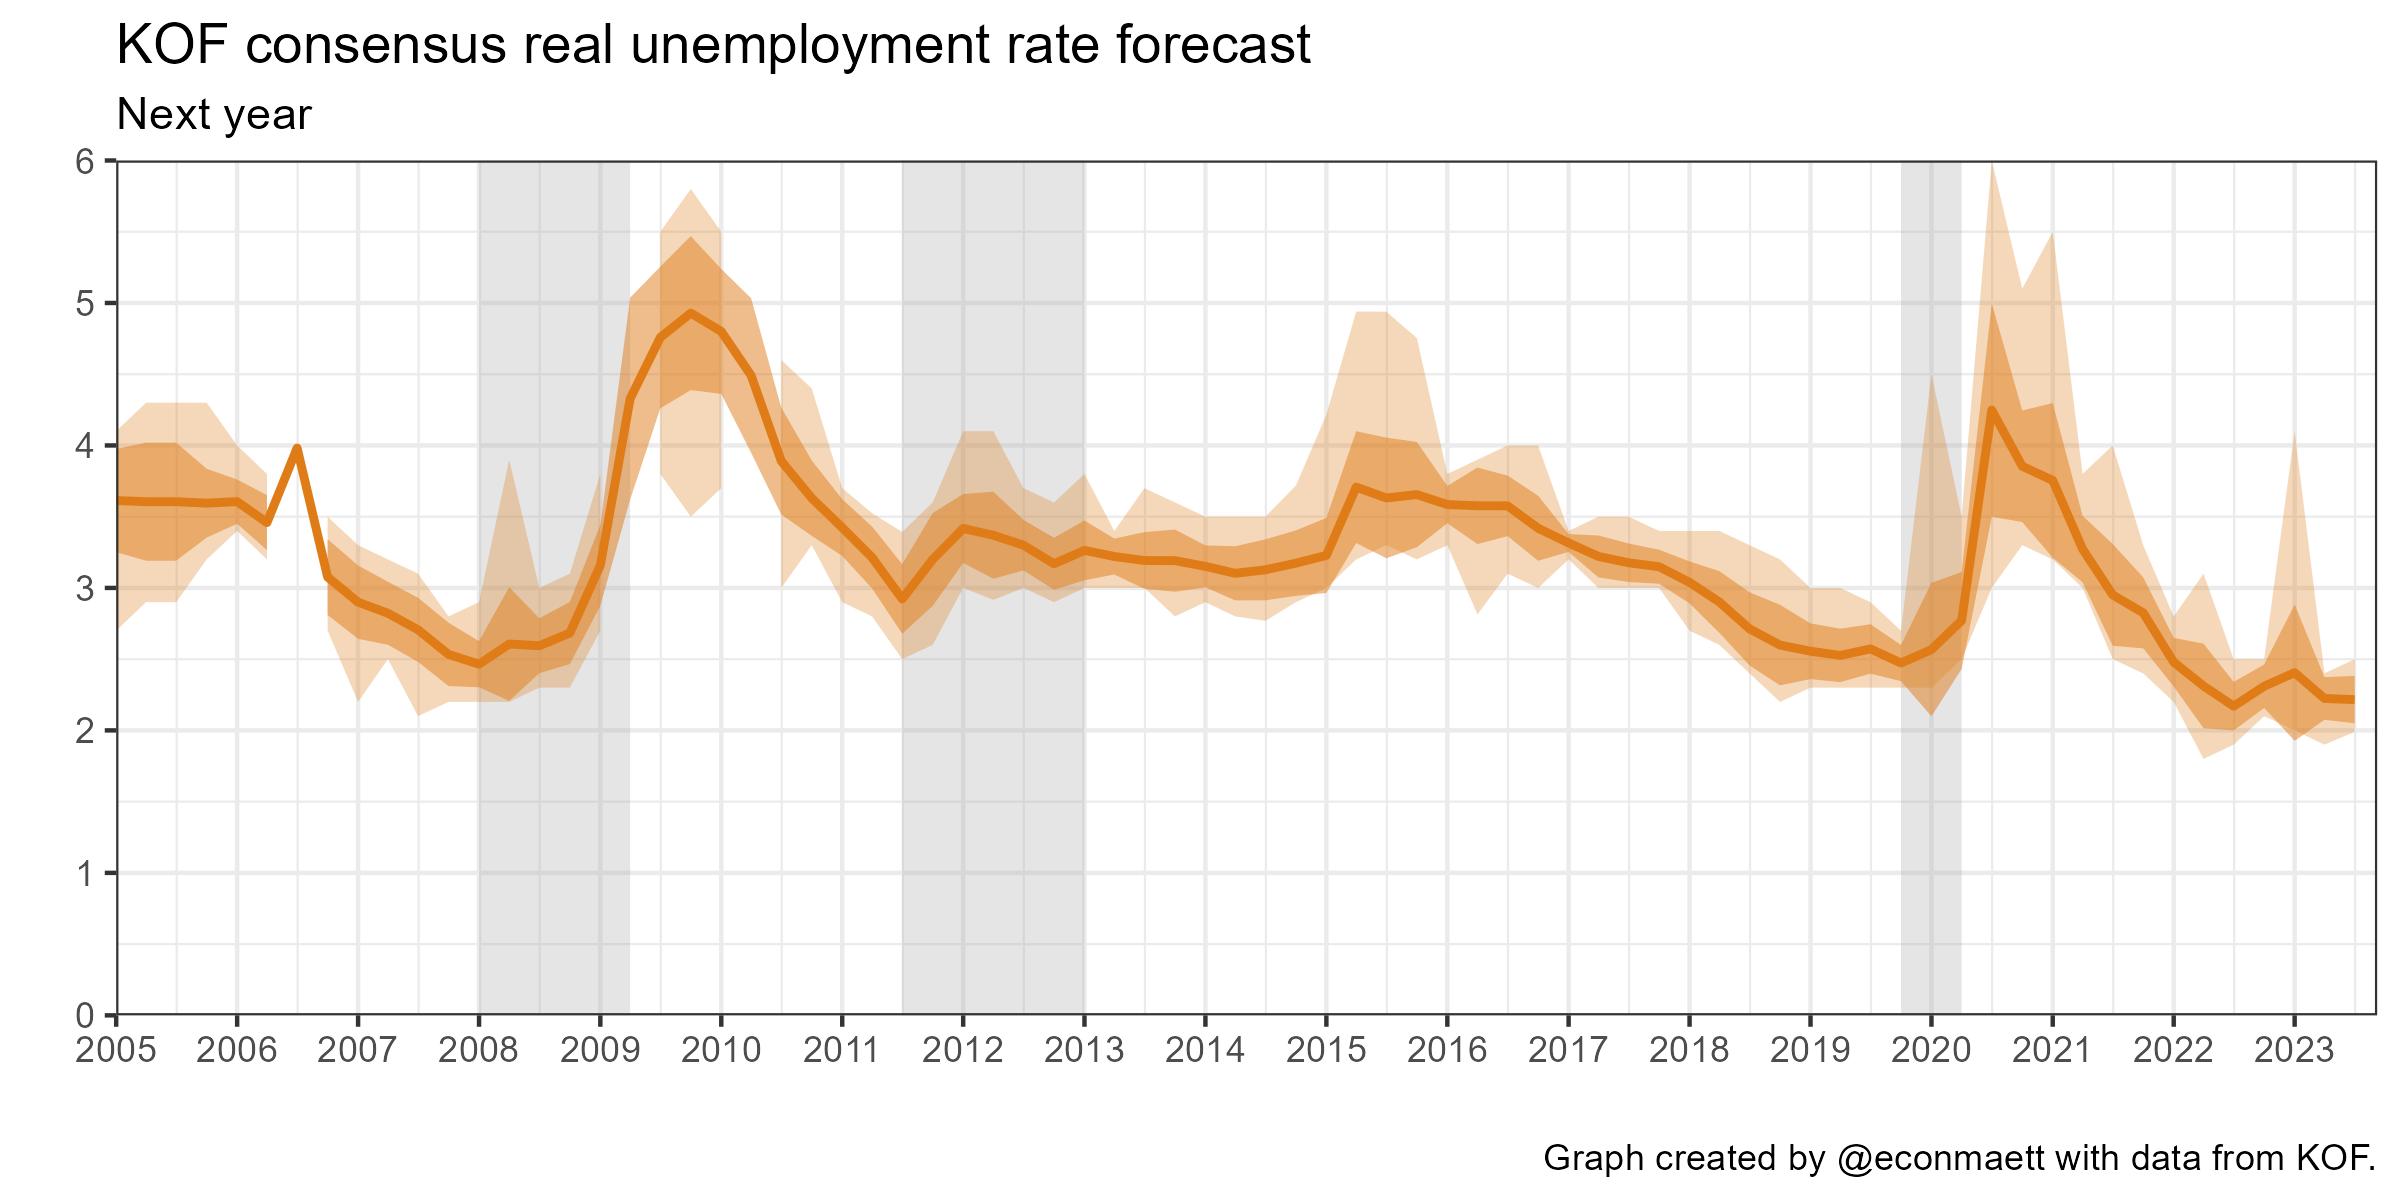 KOF consensus real unemployment rate forecast
Next year
6
5
4
3
2
1
0
2005 2006 2007 2008 2009 2010 2011 2012 2013 2014 2015 2016 2017 2018 2019 2020 2021 2022 2023
Graph created by @econmaett with data from KOF.